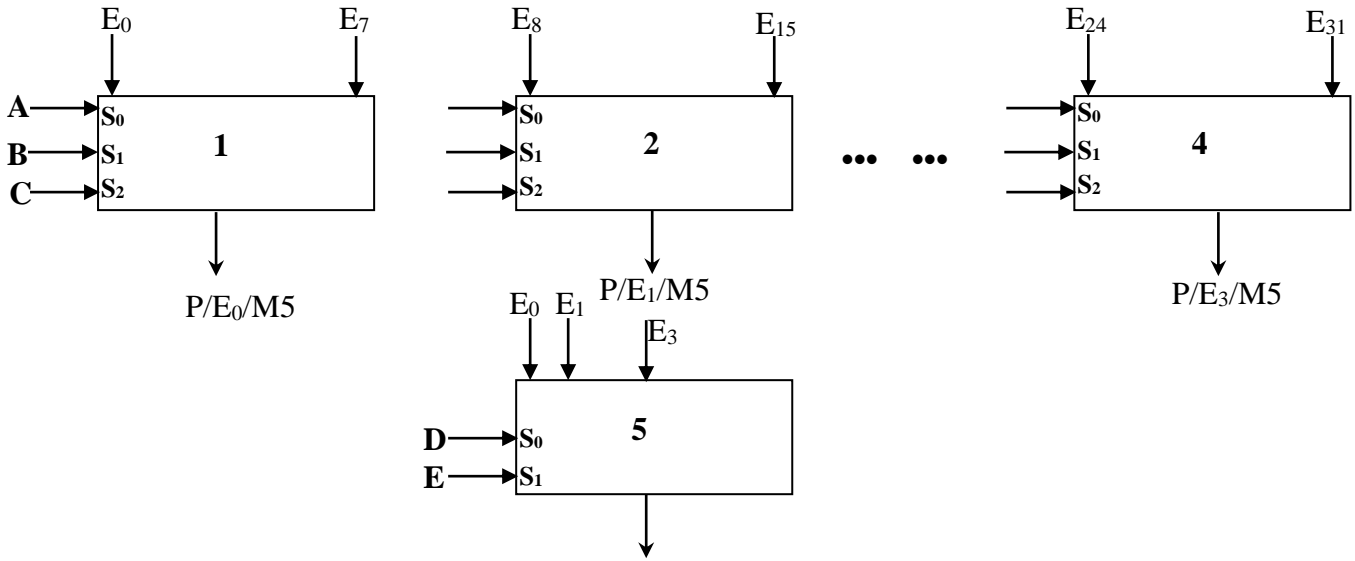 E₀ E₇ E₈ E₁₅ E₂₄ E₃₁
A S₀ S₀ S₀
1 2 4
B S₁ S₁ ... ... S₁
C S₂ S₂ S₂
P/E₀/M5 P/E₁/M5 P/E₃/M5
E₀ E₁ E₃
5
D S₀
E S₁